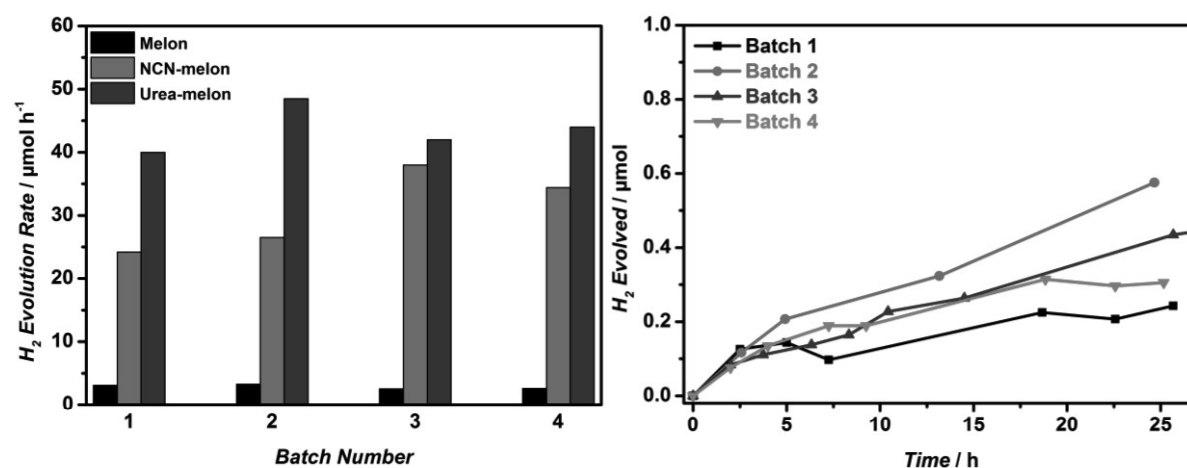 60
50
40
30
20
10
0
H2 Evolution Rate / µmol h-1
Melon
NCN-melon
Urea-melon
1 2 3 4
Batch Number
1.0
0.8
0.6
0.4
0.2
0.0
H2 Evolved / µmol
Batch 1
Batch 2
Batch 3
Batch 4
0 5 10 15 20 25
Time / h